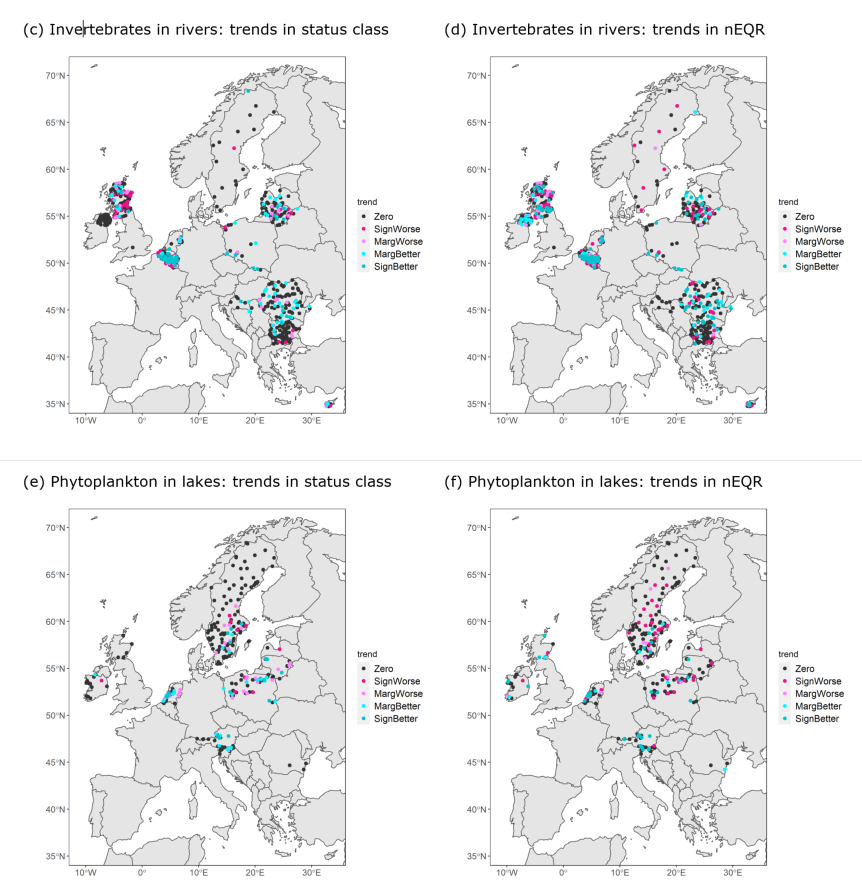 (c) Invertebrates in rivers: trends in status class
(d) Invertebrates in rivers: trends in nEQR
70°N
65°N
60°N
55°N
50°N
45°N
40°N
35°N
10°W 0° 10°E 20°E 30°E
trend
Zero
SignWorse
MargWorse
MargBetter
SignBetter
70°N
65°N
60°N
55°N
50°N
45°N
40°N
35°N
10°W 0° 10°E 20°E 30°E
trend
Zero
SignWorse
MargWorse
MargBetter
SignBetter
(e) Phytoplankton in lakes: trends in status class
(f) Phytoplankton in lakes: trends in nEQR
70°N
65°N
60°N
55°N
50°N
45°N
40°N
35°N
10°W 0° 10°E 20°E 30°E
trend
Zero
SignWorse
MargWorse
MargBetter
SignBetter
70°N
65°N
60°N
55°N
50°N
45°N
40°N
35°N
10°W 0° 10°E 20°E 30°E
trend
Zero
SignWorse
MargWorse
MargBetter
SignBetter